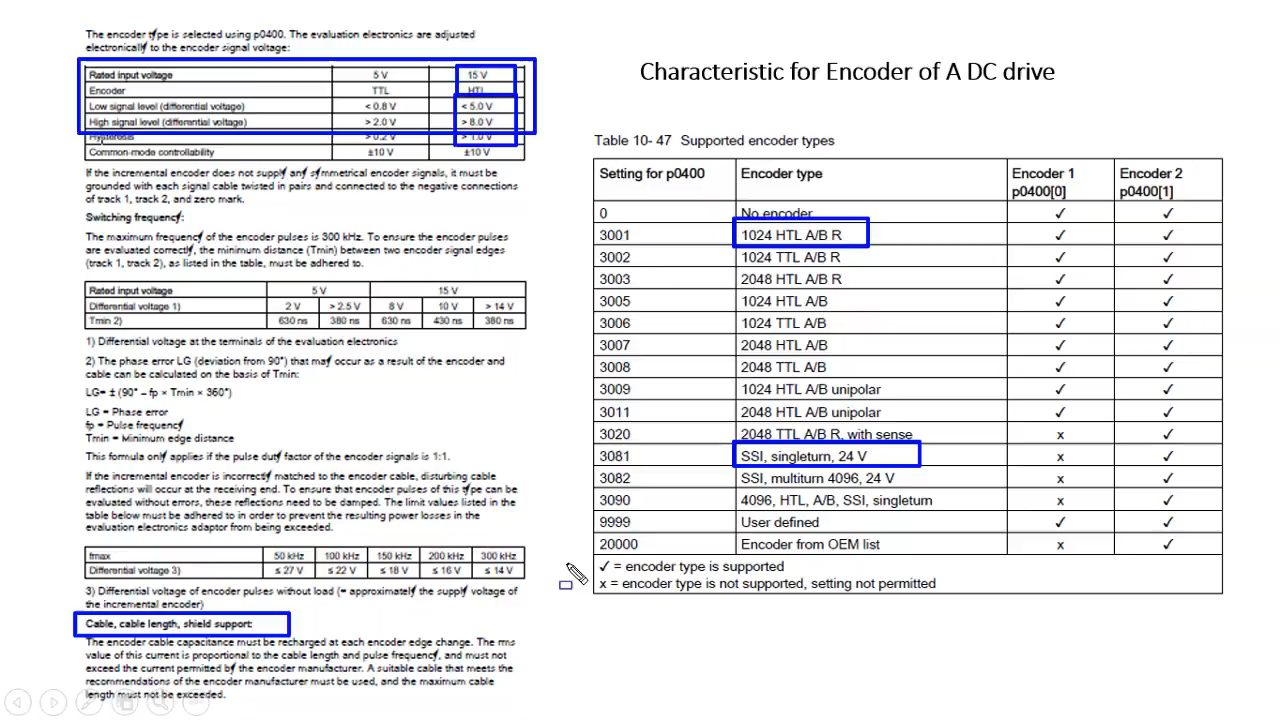 The encoder type is selected using p0400. The evaluation electronics are adjusted
electronically to the encoder signal voltage:
Rated input voltage 5 V 15 V
Encoder TTL HTL
Low signal level (differential voltage) < 0.8 V < 5.0 V
High signal level (differential voltage) > 2.0 V > 8.0 V
Hysteresis > 0.2 V > 1.0 V
Common-mode controllability ±10 V ±10 V
If the incremental encoder does not supply any symmetrical encoder signals, it must be
grounded with each signal cable twisted in pairs and connected to the negative connections
of track 1, track 2, and zero mark.
Switching frequency:
The maximum frequency of the encoder pulses is 300 kHz. To ensure the encoder pulses
are evaluated correctly, the minimum distance (Tmin) between two encoder signal edges
(track 1, track 2), as listed in the table, must be adhered to.
Rated input voltage 5 V 15 V
Differential voltage 1) 2 V > 2.5 V 8 V 10 V > 14 V
Tmin 2) 630 ns 380 ns 630 ns 430 ns 380 ns
1) Differential voltage at the terminals of the evaluation electronics
2) The phase error LG (deviation from 90°) that may occur as a result of the encoder and
cable can be calculated on the basis of Tmin:
LG= ± (90° – fp × Tmin × 360°)
LG = Phase error
fp = Pulse frequency
Tmin = Minimum edge distance
This formula only applies if the pulse duty factor of the encoder signals is 1:1.
If the incremental encoder is incorrectly matched to the encoder cable, disturbing cable
reflections will occur at the receiving end. To ensure that encoder pulses of this type can be
evaluated without errors, these reflections need to be damped. The limit values listed in the
table below must be adhered to in order to prevent the resulting power losses in the
evaluation electronics adaptor from being exceeded.
fmax 50 kHz 100 kHz 150 kHz 200 kHz 300 kHz
Differential voltage 3) ≤ 27 V ≤ 22 V ≤ 18 V ≤ 16 V ≤ 14 V
3) Differential voltage of encoder pulses without load (= approximately the supply voltage of
the incremental encoder)
Cable, cable length, shield support:
The encoder cable capacitance must be recharged at each encoder edge change. The rms
value of this current is proportional to the cable length and pulse frequency, and must not
exceed the current permitted by the encoder manufacturer. A suitable cable that meets the
recommendations of the encoder manufacturer must be used, and the maximum cable
length must not be exceeded.
Characteristic for Encoder of A DC drive
Table 10- 47 Supported encoder types
Setting for p0400 Encoder type Encoder 1 Encoder 2
p0400[0] p0400[1]
0 No encoder ✓ ✓
3001 1024 HTL A/B R ✓ ✓
3002 1024 TTL A/B R ✓ ✓
3003 2048 HTL A/B R ✓ ✓
3005 1024 HTL A/B ✓ ✓
3006 1024 TTL A/B ✓ ✓
3007 2048 HTL A/B ✓ ✓
3008 2048 TTL A/B ✓ ✓
3009 1024 HTL A/B unipolar ✓ ✓
3011 2048 HTL A/B unipolar ✓ ✓
3020 2048 TTL A/B R, with sense x ✓
3081 SSI, singleturn, 24 V x ✓
3082 SSI, multiturn 4096, 24 V x ✓
3090 4096, HTL, A/B, SSI, singleturn x ✓
9999 User defined ✓ ✓
20000 Encoder from OEM list x ✓
✓ = encoder type is supported
x = encoder type is not supported, setting not permitted